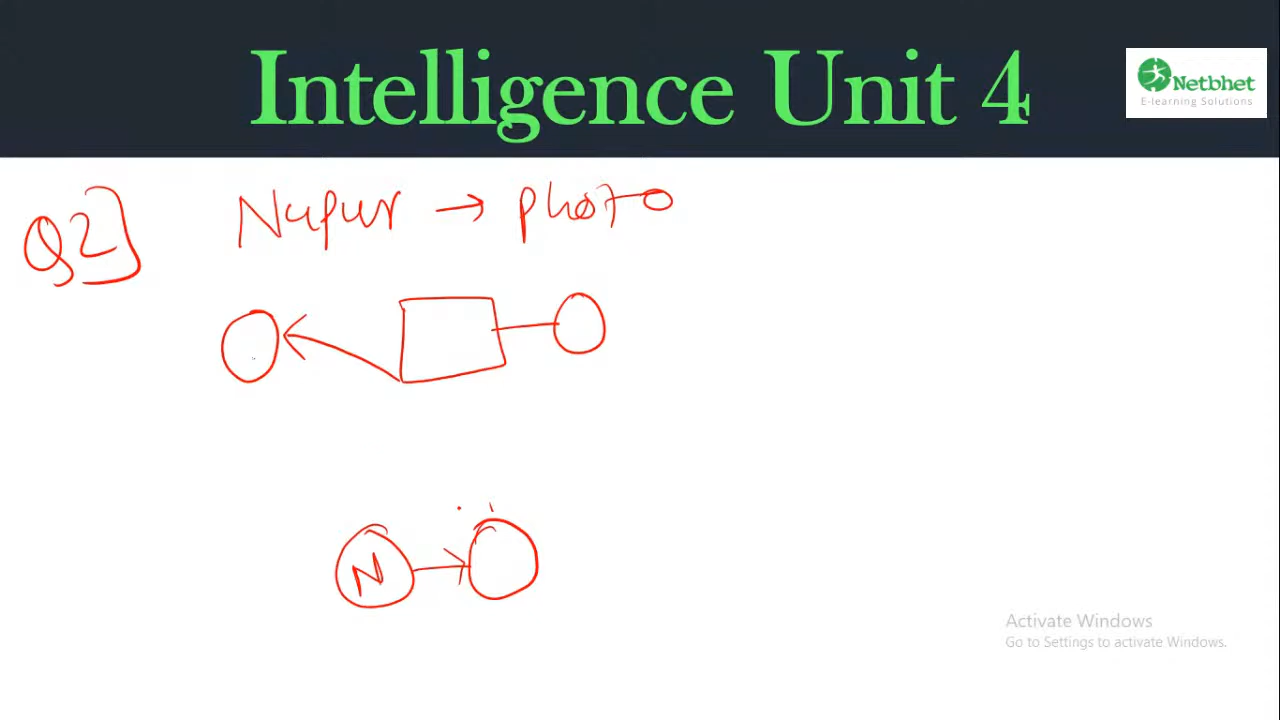 Intelligence Unit 4
Netbhet
E-learning Solutions
Q2]
Nupur → photo
N
Activate Windows
Go to Settings to activate Windows.